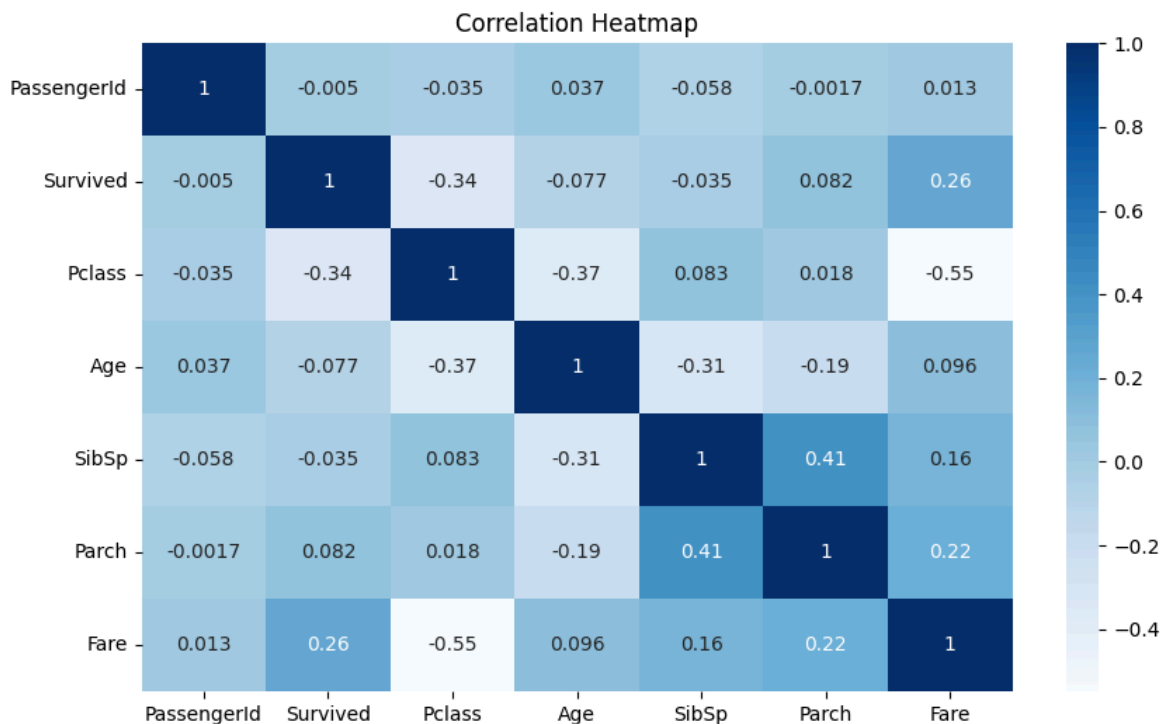 Correlation Heatmap
PassengerId 1 -0.005 -0.035 0.037 -0.058 -0.0017 0.013
Survived -0.005 1 -0.34 -0.077 -0.035 0.082 0.26
Pclass -0.035 -0.34 1 -0.37 0.083 0.018 -0.55
Age 0.037 -0.077 -0.37 1 -0.31 -0.19 0.096
SibSp -0.058 -0.035 0.083 -0.31 1 0.41 0.16
Parch -0.0017 0.082 0.018 -0.19 0.41 1 0.22
Fare 0.013 0.26 -0.55 0.096 0.16 0.22 1
PassengerId Survived Pclass Age SibSp Parch Fare
1.0
0.8
0.6
0.4
0.2
0.0
−0.2
−0.4